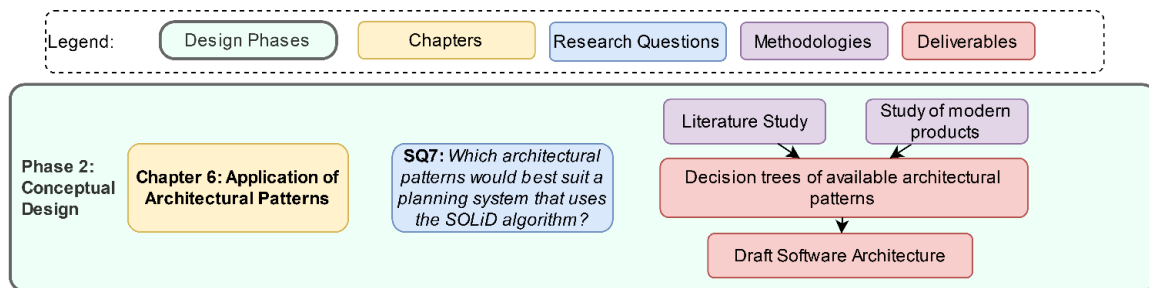 Legend:
Design Phases
Chapters
Research Questions
Methodologies
Deliverables
Phase 2:
Conceptual
Design
Chapter 6: Application of
Architectural Patterns
SQ7: Which architectural
patterns would best suit a
planning system that uses
the SOLiD algorithm?
Literature Study
Study of modern
products
Decision trees of available architectural
patterns
Draft Software Architecture